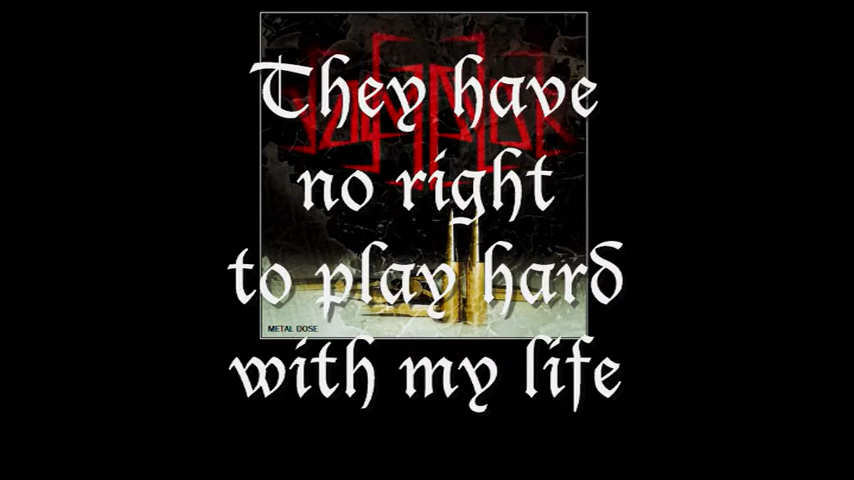 They have
no right
to play hard
with my life
METAL DOSE